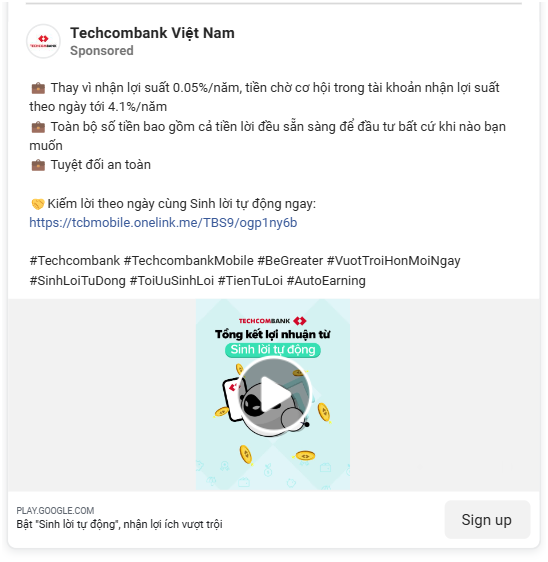 Techcombank Việt Nam
Sponsored
TECHCOMBANK
💼 Thay vì nhận lợi suất 0.05%/năm, tiền chờ cơ hội trong tài khoản nhận lợi suất
theo ngày tới 4.1%/năm
💼 Toàn bộ số tiền bao gồm cả tiền lời đều sẵn sàng để đầu tư bất cứ khi nào bạn
muốn
💼 Tuyệt đối an toàn
🤝Kiếm lời theo ngày cùng Sinh lời tự động ngay:
https://tcbmobile.onelink.me/TBS9/ogp1ny6b
#Techcombank #TechcombankMobile #BeGreater #VuotTroiHonMoiNgay
#SinhLoiTuDong #ToiUuSinhLoi #TienTuLoi #AutoEarning
TECHCOMBANK
Tổng kết lợi nhuận từ
Sinh lời tự động
PLAY.GOOGLE.COM
Bật "Sinh lời tự động", nhận lợi ích vượt trội
Sign up